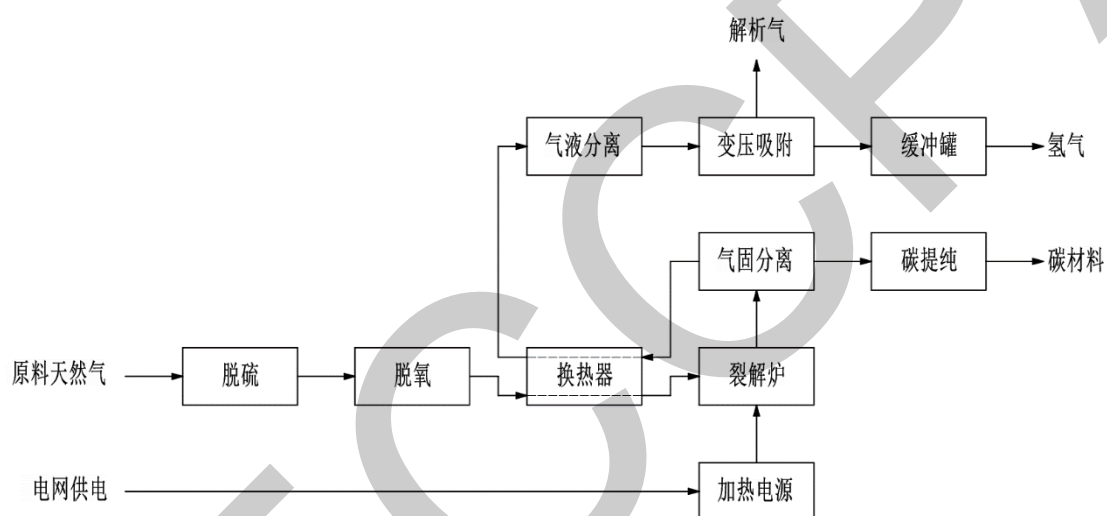 解析气
气液分离
变压吸附
缓冲罐
氢气
气固分离
碳提纯
碳材料
原料天然气
脱硫
脱氧
换热器
裂解炉
电网供电
加热电源